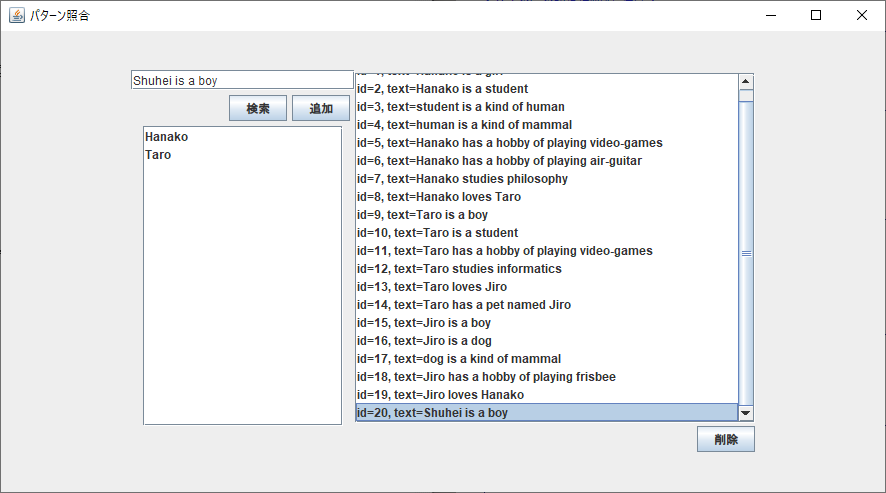 パターン照合
Shuhei is a boy
検索 追加
Hanako
Taro
id=1, text=Hanako is a girl
id=2, text=Hanako is a student
id=3, text=student is a kind of human
id=4, text=human is a kind of mammal
id=5, text=Hanako has a hobby of playing video-games
id=6, text=Hanako has a hobby of playing air-guitar
id=7, text=Hanako studies philosophy
id=8, text=Hanako loves Taro
id=9, text=Taro is a boy
id=10, text=Taro is a student
id=11, text=Taro has a hobby of playing video-games
id=12, text=Taro studies informatics
id=13, text=Taro loves Jiro
id=14, text=Taro has a pet named Jiro
id=15, text=Jiro is a boy
id=16, text=Jiro is a dog
id=17, text=dog is a kind of mammal
id=18, text=Jiro has a hobby of playing frisbee
id=19, text=Jiro loves Hanako
id=20, text=Shuhei is a boy
削除